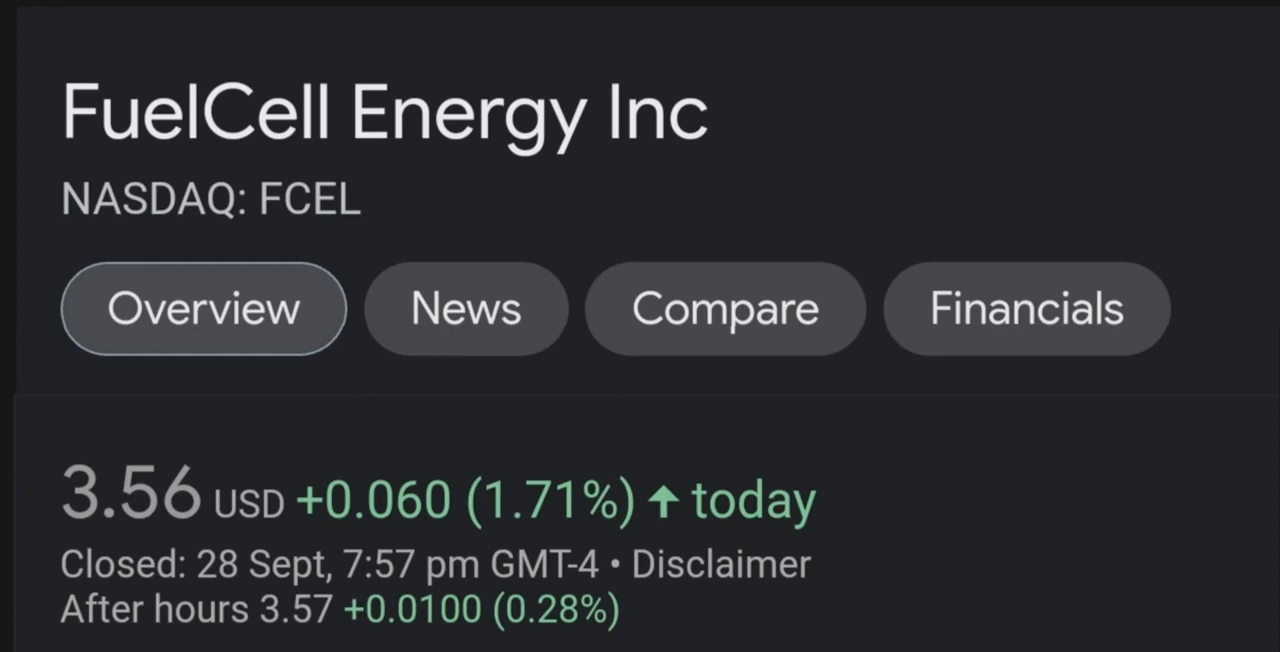 FuelCell Energy Inc
NASDAQ: FCEL
Overview News Compare Financials
3.56 USD +0.060 (1.71%) ↑ today
Closed: 28 Sept, 7:57 pm GMT-4 • Disclaimer
After hours 3.57 +0.0100 (0.28%)